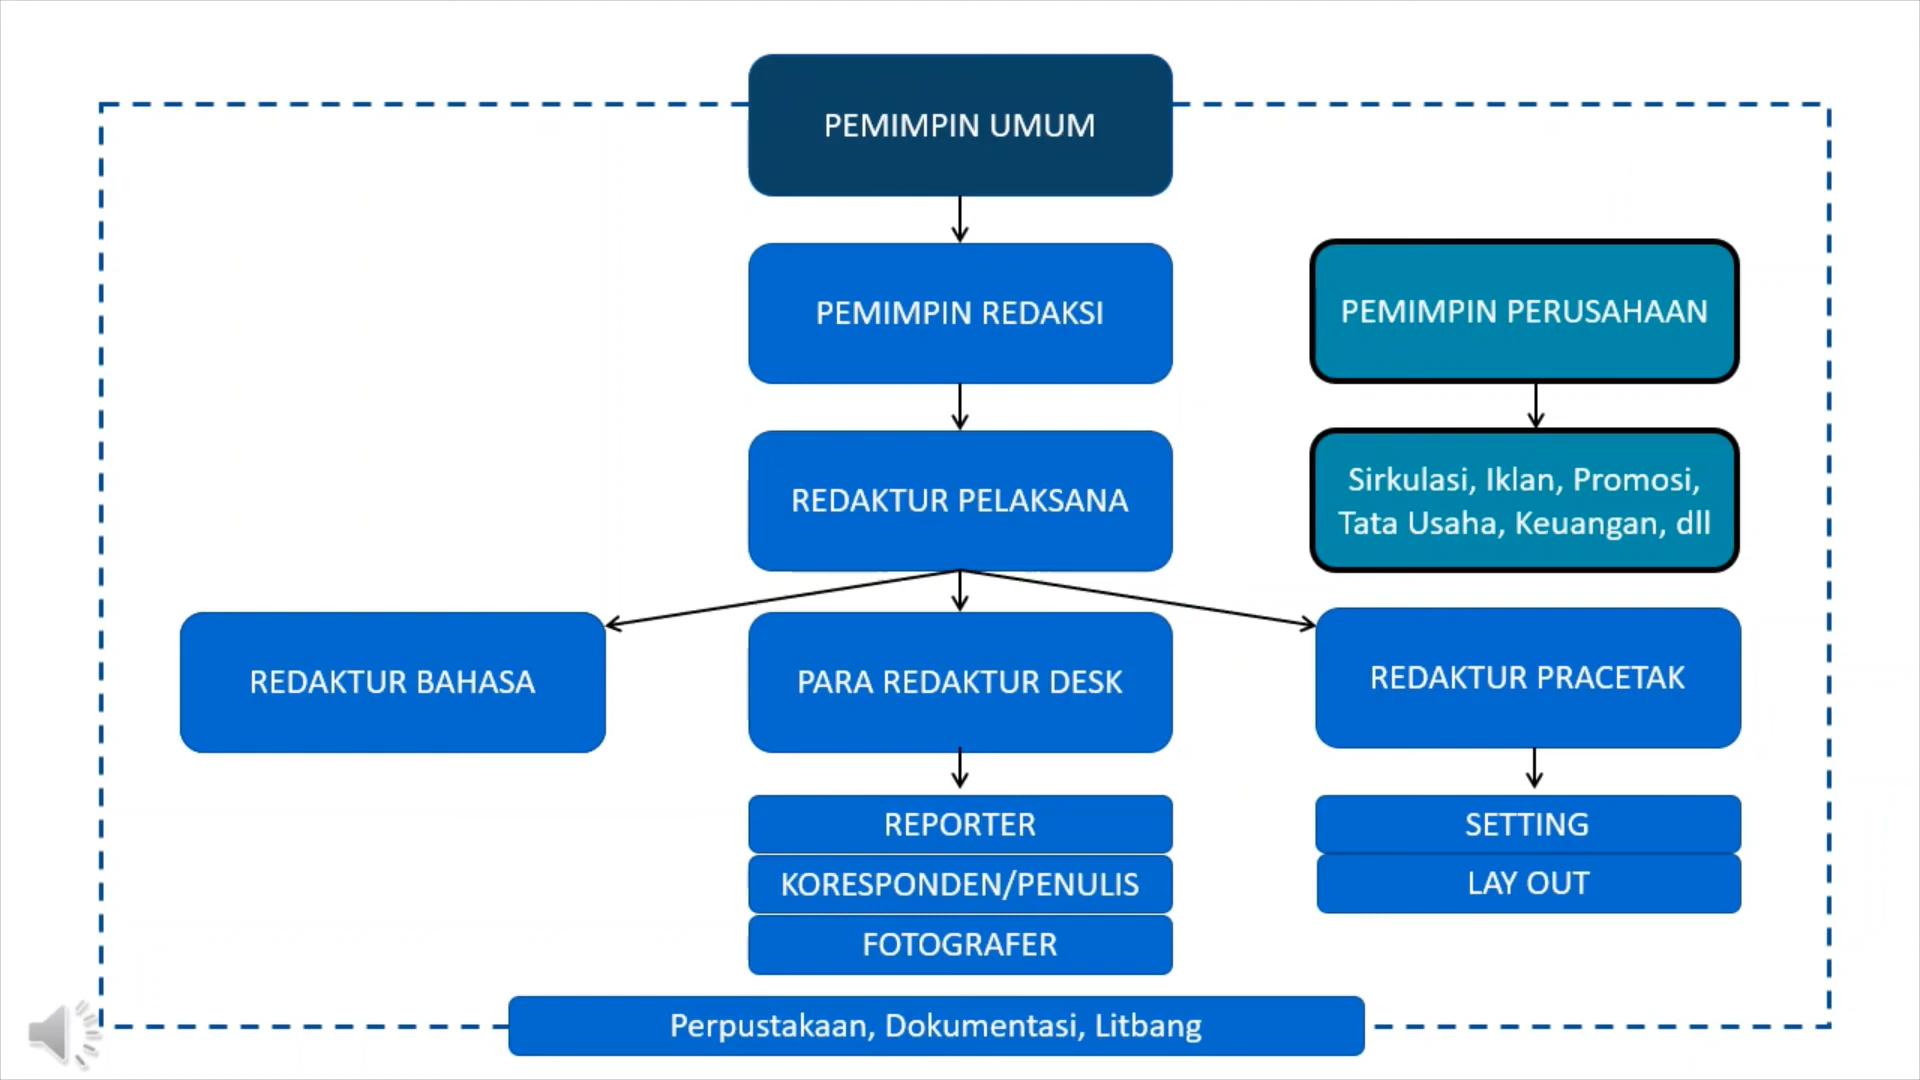 PEMIMPIN UMUM
PEMIMPIN REDAKSI
PEMIMPIN PERUSAHAAN
REDAKTUR PELAKSANA
Sirkulasi, Iklan, Promosi,
Tata Usaha, Keuangan, dll
REDAKTUR BAHASA
PARA REDAKTUR DESK
REDAKTUR PRACETAK
REPORTER
KORESPONDEN/PENULIS
FOTOGRAFER
SETTING
LAY OUT
Perpustakaan, Dokumentasi, Litbang